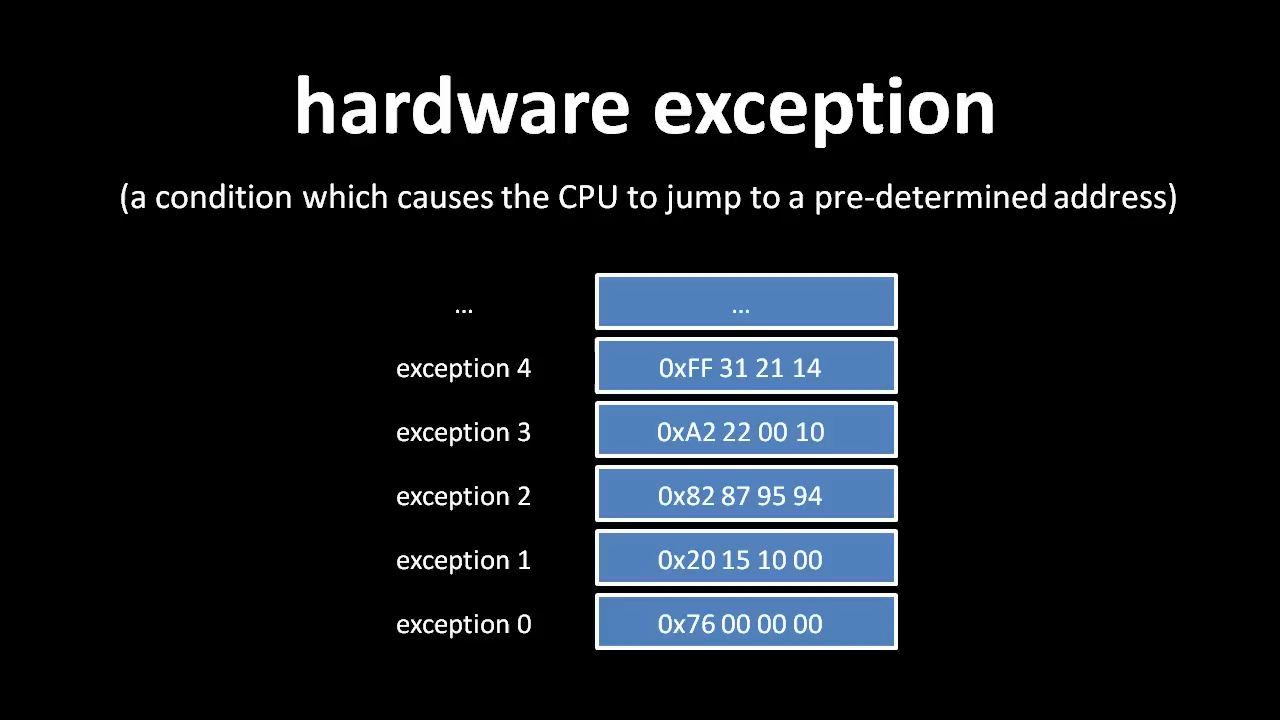 hardware exception
(a condition which causes the CPU to jump to a pre-determined address)
... ...
exception 4 0xFF 31 21 14
exception 3 0xA2 22 00 10
exception 2 0x82 87 95 94
exception 1 0x20 15 10 00
exception 0 0x76 00 00 00